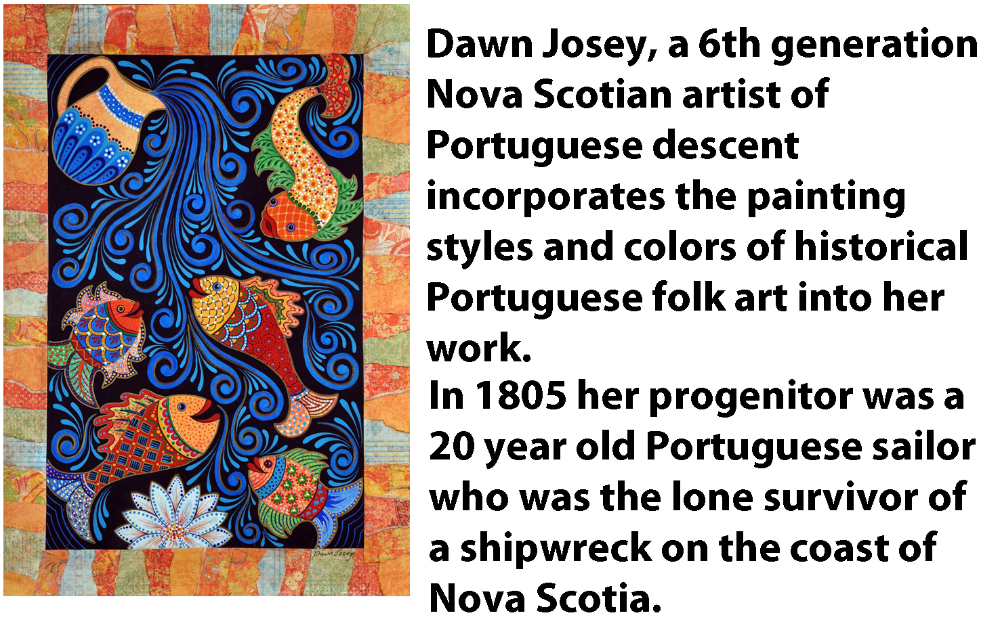 Dawn Josey, a 6th generation
Nova Scotian artist of
Portuguese descent
incorporates the painting
styles and colors of historical
Portuguese folk art into her
work.
In 1805 her progenitor was a
20 year old Portuguese sailor
who was the lone survivor of
a shipwreck on the coast of
Nova Scotia.
Dawn Josey